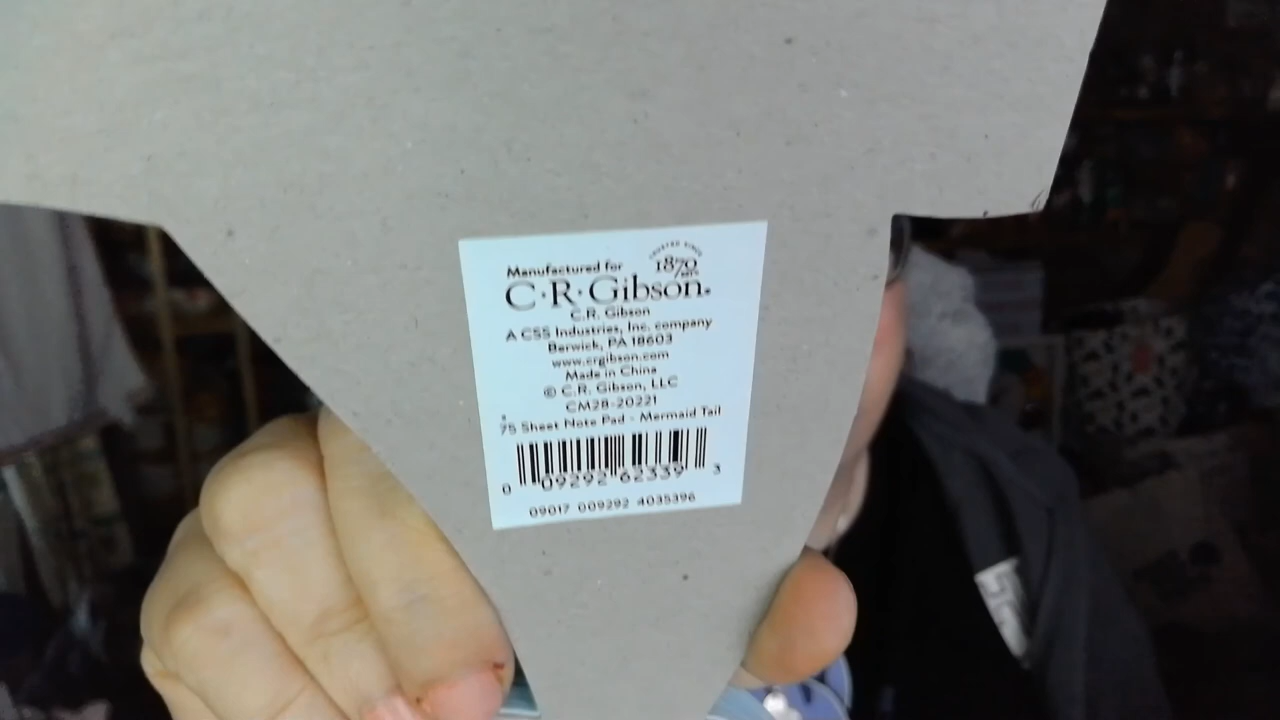 TRUSTED SINCE
1870
Manufactured for
C·R·Gibson.
C.R. Gibson
A CSS Industries, Inc. company
Berwick, PA 18603
www.crgibson.com
Made in China
© C.R. Gibson, LLC
CM28-20221
75 Sheet Note Pad - Mermaid Tail
0 09292 62339 3
09017 009292 4035396